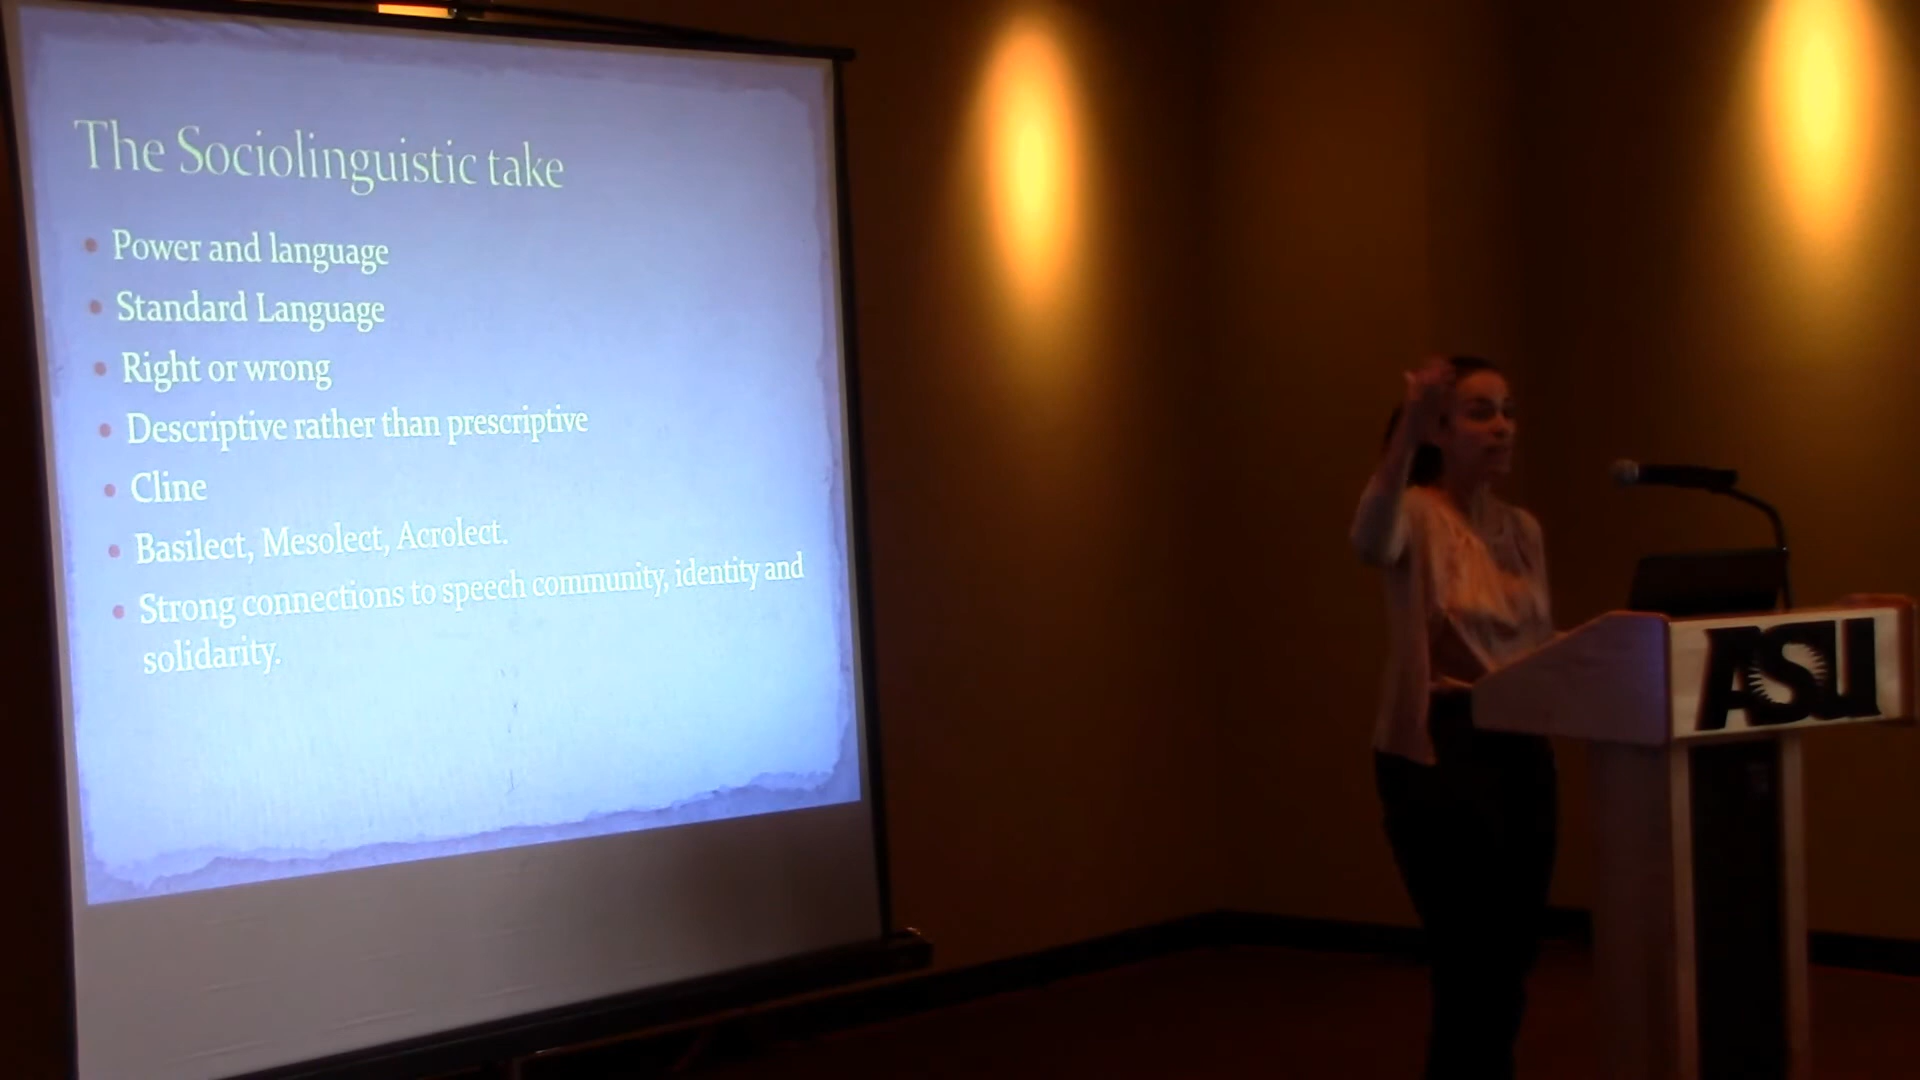 The Sociolinguistic take
• Power and language
• Standard Language
• Right or wrong
• Descriptive rather than prescriptive
• Cline
• Basilect, Mesolect, Acrolect.
• Strong connections to speech community, identity and
solidarity.
ASU